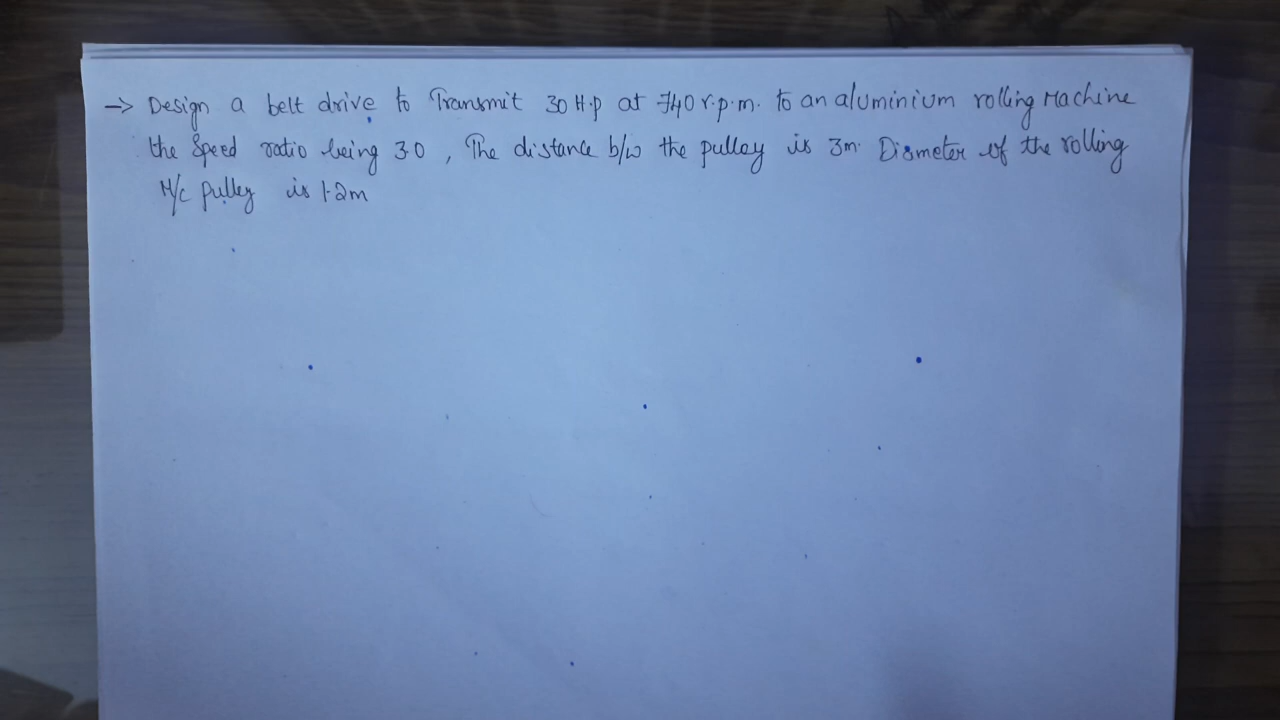 → Design a belt drive to Transmit 30 H.p at 740 r.p.m. to an aluminium rolling Machine
the Speed ratio being 3.0 , The distance b/w the pulley is 3m. Diameter of the rolling
M/c pulley is 1.2m